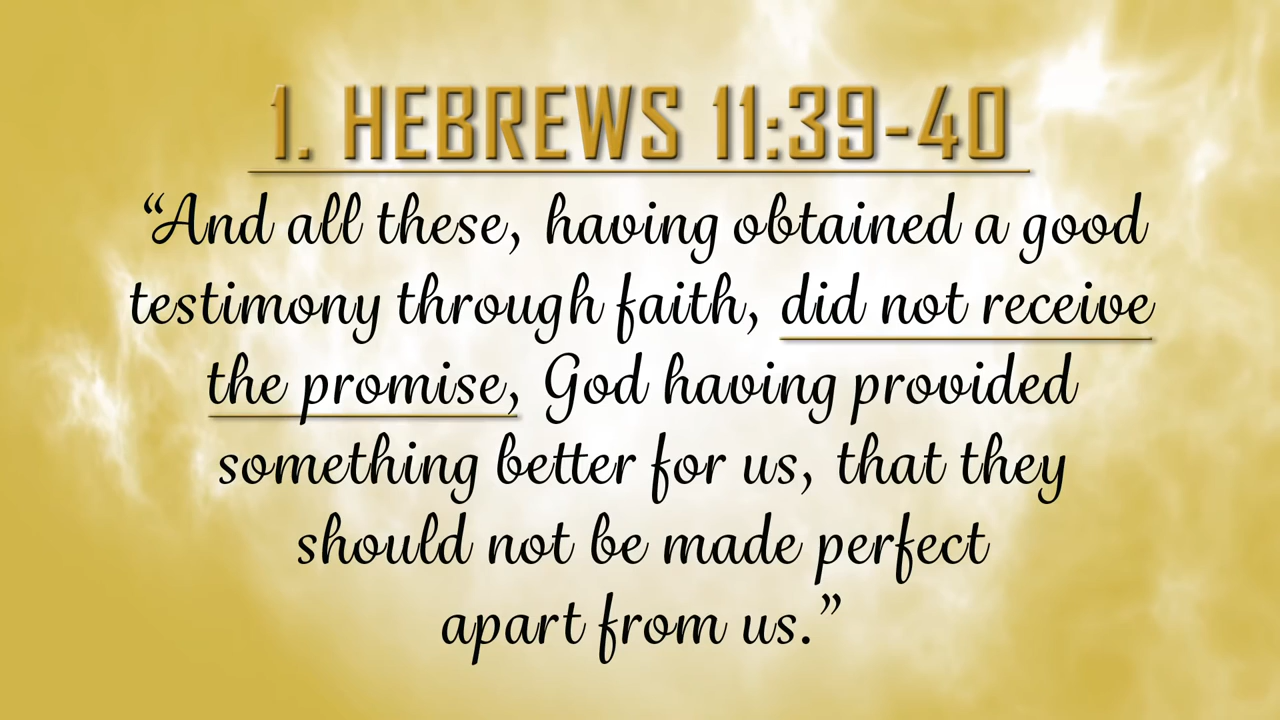 1. HEBREWS 11:39-40
“And all these, having obtained a good
testimony through faith, did not receive
the promise, God having provided
something better for us, that they
should not be made perfect
apart from us.”